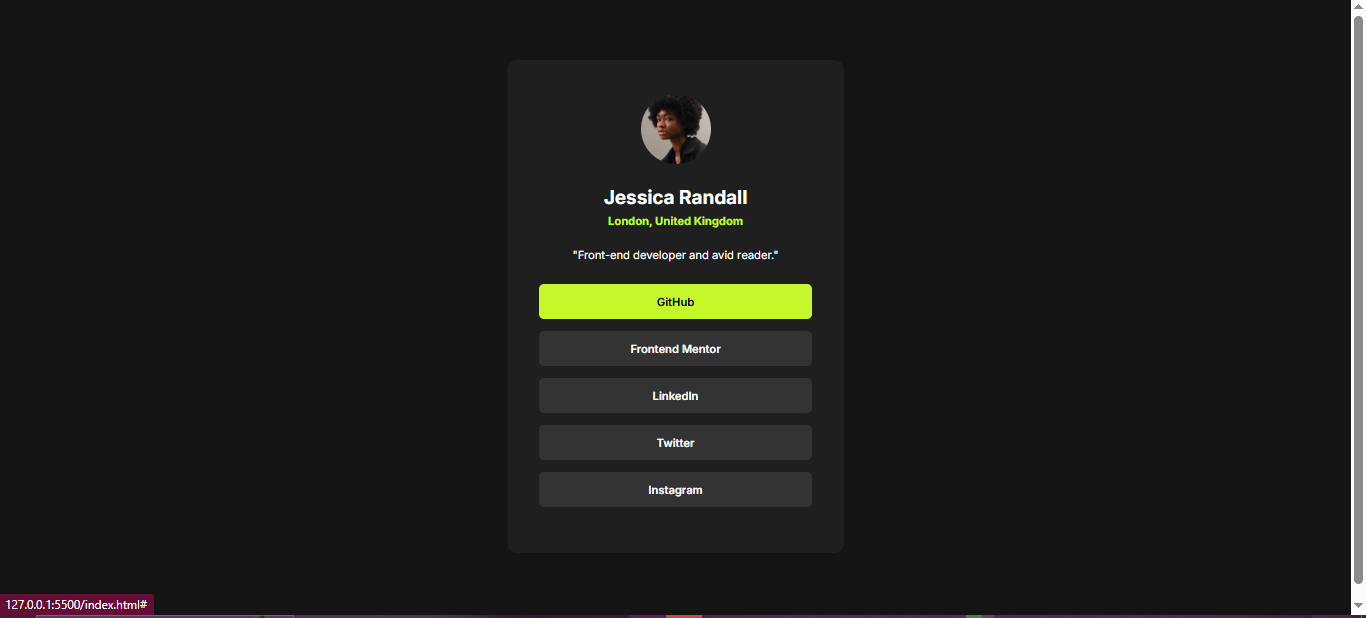 Jessica Randall
London, United Kingdom
"Front-end developer and avid reader."
GitHub
Frontend Mentor
LinkedIn
Twitter
Instagram
127.0.0.1:5500/index.html#